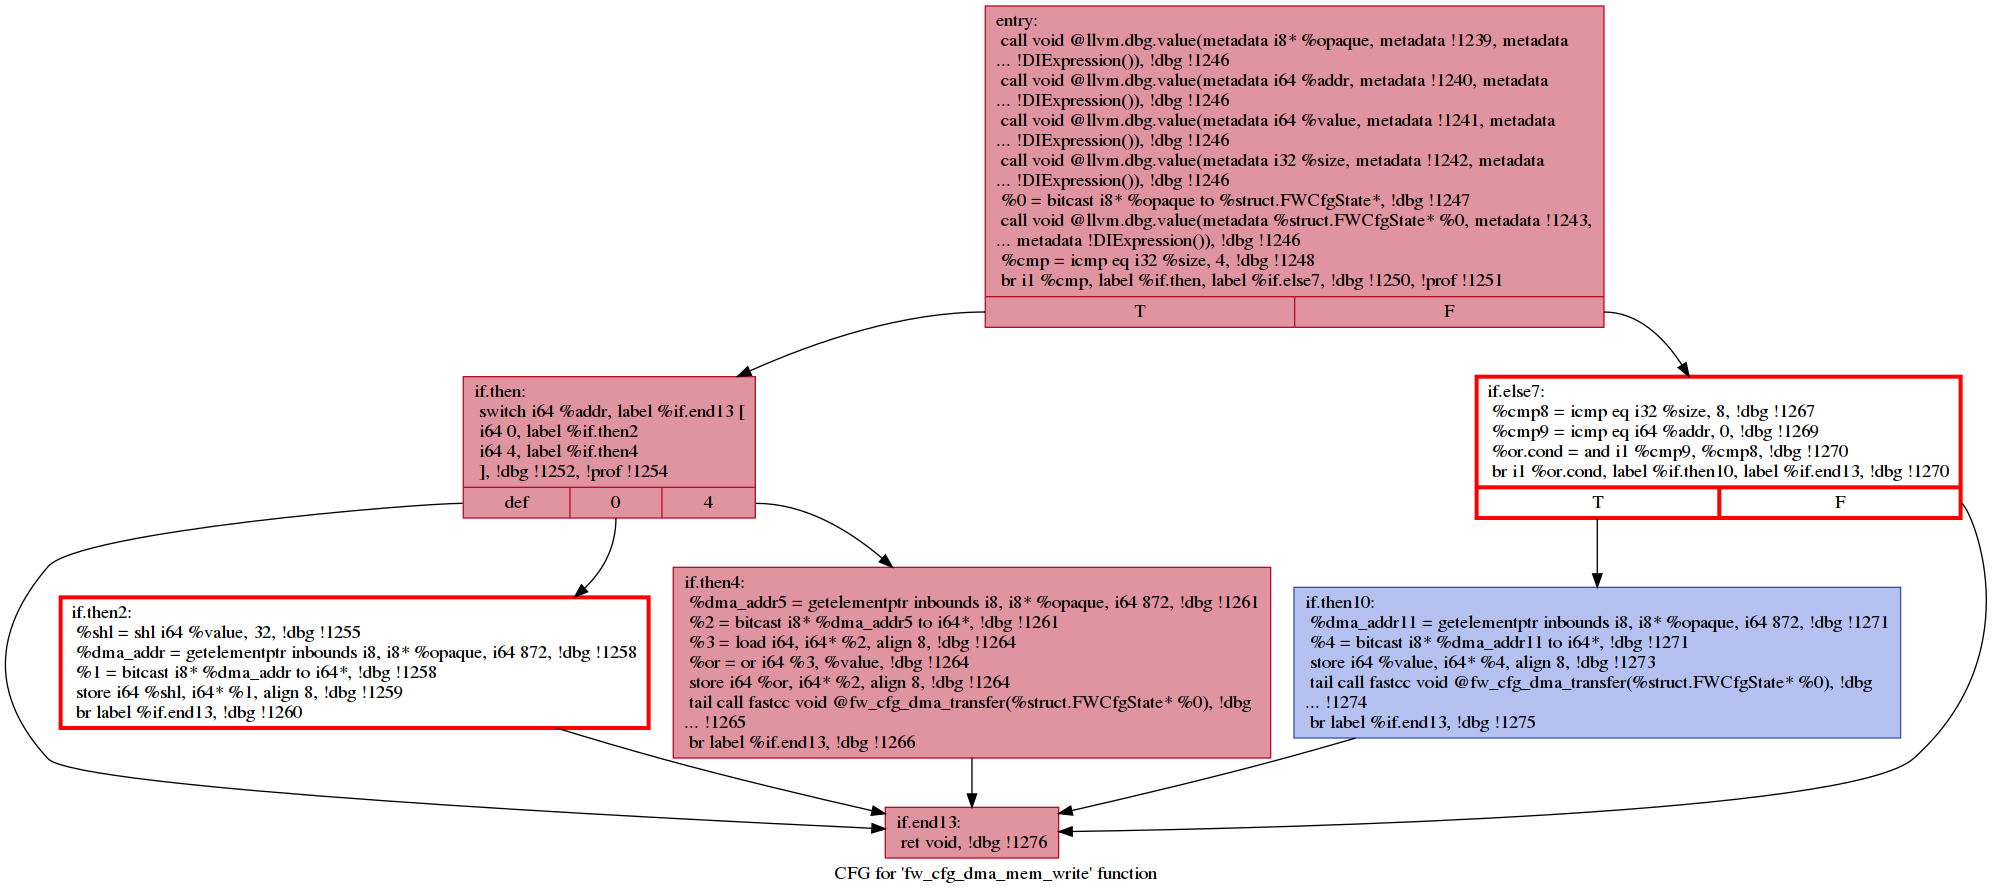 entry:
call void @llvm.dbg.value(metadata i8* %opaque, metadata !1239, metadata
... !DIExpression()), !dbg !1246
call void @llvm.dbg.value(metadata i64 %addr, metadata !1240, metadata
... !DIExpression()), !dbg !1246
call void @llvm.dbg.value(metadata i64 %value, metadata !1241, metadata
... !DIExpression()), !dbg !1246
call void @llvm.dbg.value(metadata i32 %size, metadata !1242, metadata
... !DIExpression()), !dbg !1246
%0 = bitcast i8* %opaque to %struct.FWCfgState*, !dbg !1247
call void @llvm.dbg.value(metadata %struct.FWCfgState* %0, metadata !1243,
... metadata !DIExpression()), !dbg !1246
%cmp = icmp eq i32 %size, 4, !dbg !1248
br i1 %cmp, label %if.then, label %if.else7, !dbg !1250, !prof !1251
T
F
if.then:
switch i64 %addr, label %if.end13 [
i64 0, label %if.then2
i64 4, label %if.then4
], !dbg !1252, !prof !1254
def
0
4
if.else7:
%cmp8 = icmp eq i32 %size, 8, !dbg !1267
%cmp9 = icmp eq i64 %addr, 0, !dbg !1269
%or.cond = and i1 %cmp9, %cmp8, !dbg !1270
br i1 %or.cond, label %if.then10, label %if.end13, !dbg !1270
T
F
if.then2:
%shl = shl i64 %value, 32, !dbg !1255
%dma_addr = getelementptr inbounds i8, i8* %opaque, i64 872, !dbg !1258
%1 = bitcast i8* %dma_addr to i64*, !dbg !1258
store i64 %shl, i64* %1, align 8, !dbg !1259
br label %if.end13, !dbg !1260
if.then4:
%dma_addr5 = getelementptr inbounds i8, i8* %opaque, i64 872, !dbg !1261
%2 = bitcast i8* %dma_addr5 to i64*, !dbg !1261
%3 = load i64, i64* %2, align 8, !dbg !1264
%or = or i64 %3, %value, !dbg !1264
store i64 %or, i64* %2, align 8, !dbg !1264
tail call fastcc void @fw_cfg_dma_transfer(%struct.FWCfgState* %0), !dbg
... !1265
br label %if.end13, !dbg !1266
if.then10:
%dma_addr11 = getelementptr inbounds i8, i8* %opaque, i64 872, !dbg !1271
%4 = bitcast i8* %dma_addr11 to i64*, !dbg !1271
store i64 %value, i64* %4, align 8, !dbg !1273
tail call fastcc void @fw_cfg_dma_transfer(%struct.FWCfgState* %0), !dbg
... !1274
br label %if.end13, !dbg !1275
if.end13:
ret void, !dbg !1276
CFG for 'fw_cfg_dma_mem_write' function